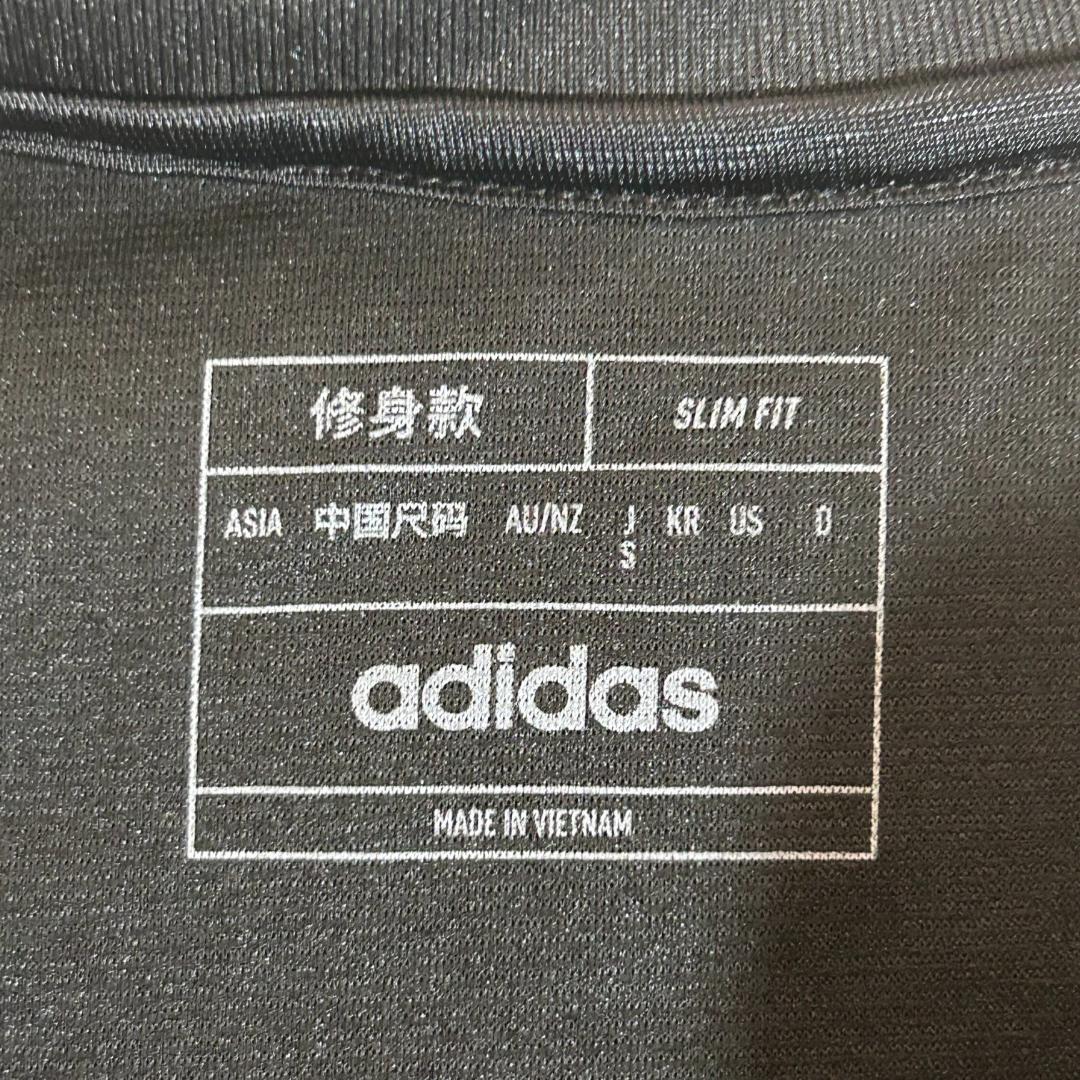 修身款 SLIM FIT
ASIA 中国尺码 AU/NZ J KR US D
S
adidas
MADE IN VIETNAM